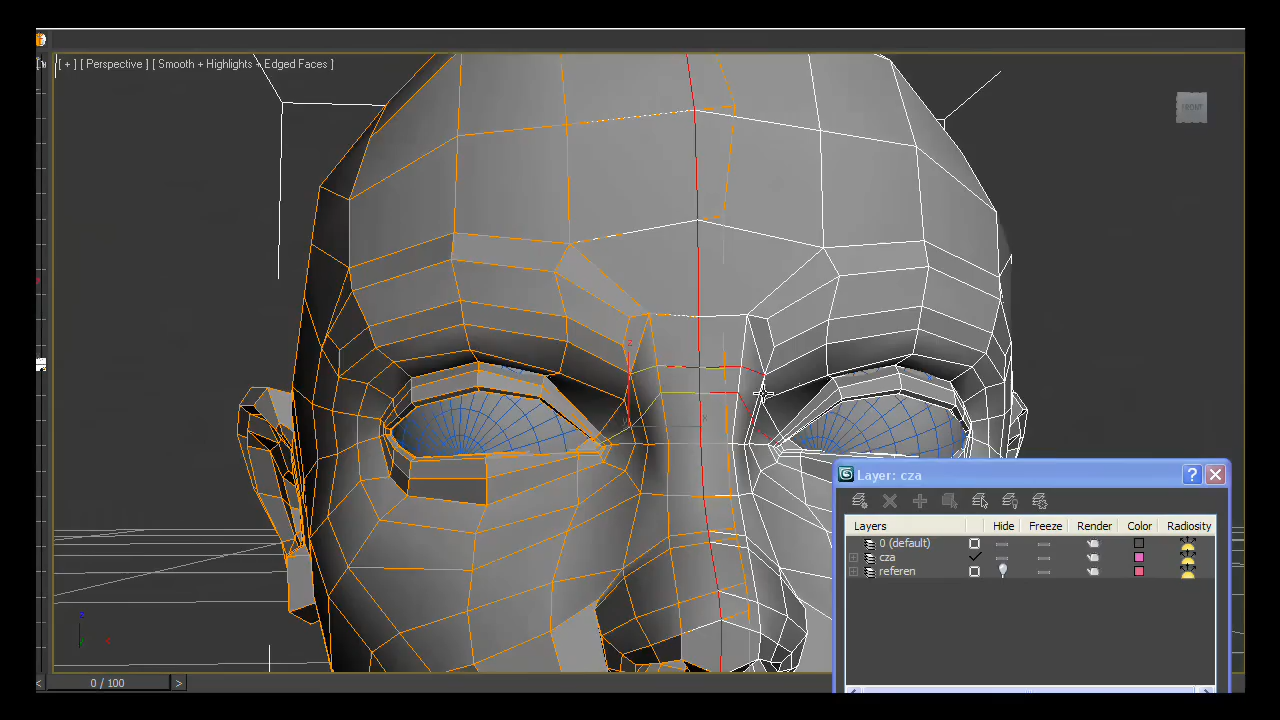 [ + ] [ Perspective ] [ Smooth + Highlights + Edged Faces ]
FRONT
z
x
Layer: cza
Layers Hide Freeze Render Color Radiosity
0 (default)
cza
referen
z
x
< 0 / 100 >